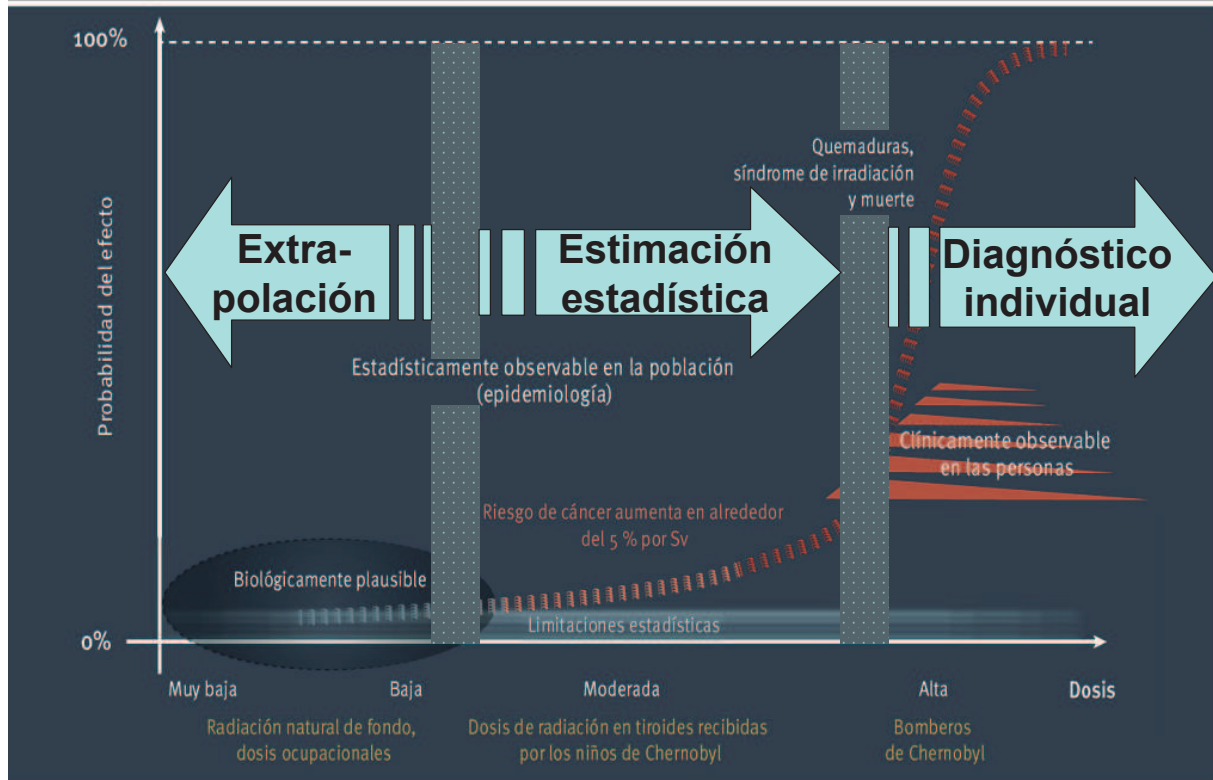 100%
Quemaduras,
síndrome de irradiación
y muerte
Probabilidad del efecto
Extra-
polación
Estimación
estadística
Diagnóstico
individual
Estadísticamente observable en la población
(epidemiología)
Clínicamente observable
en las personas
Riesgo de cáncer aumenta en alrededor
del 5 % por Sv
Biológicamente plausible
Limitaciones estadísticas
0%
Muy baja
Baja
Moderada
Alta
Dosis
Radiación natural de fondo,
dosis ocupacionales
Dosis de radiación en tiroides recibidas
por los niños de Chernobyl
Bomberos
de Chernobyl